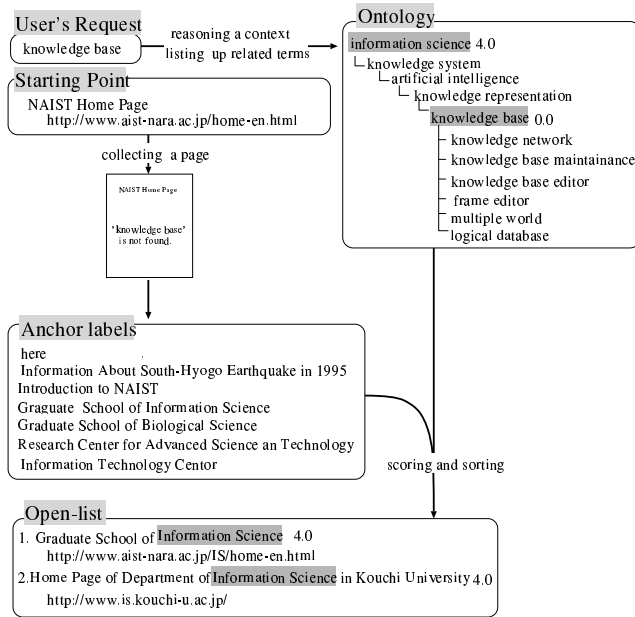 User's Request
knowledge base
reasoning a context
listing up related terms
Ontology
information science 4.0
knowledge system
artificial intelligence
knowledge representation
knowledge base 0.0
knowledge network
knowledge base maintainance
knowledge base editor
frame editor
multiple world
logical database
Starting Point
NAIST Home Page
http://www.aist-nara.ac.jp/home-en.html
collecting a page
NAIST Home Page
"knowledge base"
is not found.
Anchor labels
here
Information About South-Hyogo Earthquake in 1995
Introduction to NAIST
Graguate School of Information Science
Graduate School of Biological Science
Research Center for Advanced Science an Technology
Information Technology Centor
scoring and sorting
Open-list
1. Graduate School of Information Science 4.0
http://www.aist-nara.ac.jp/IS/home-en.html
2.Home Page of Department of Information Science in Kouchi University 4.0
http://www.is.kouchi-u.ac.jp/